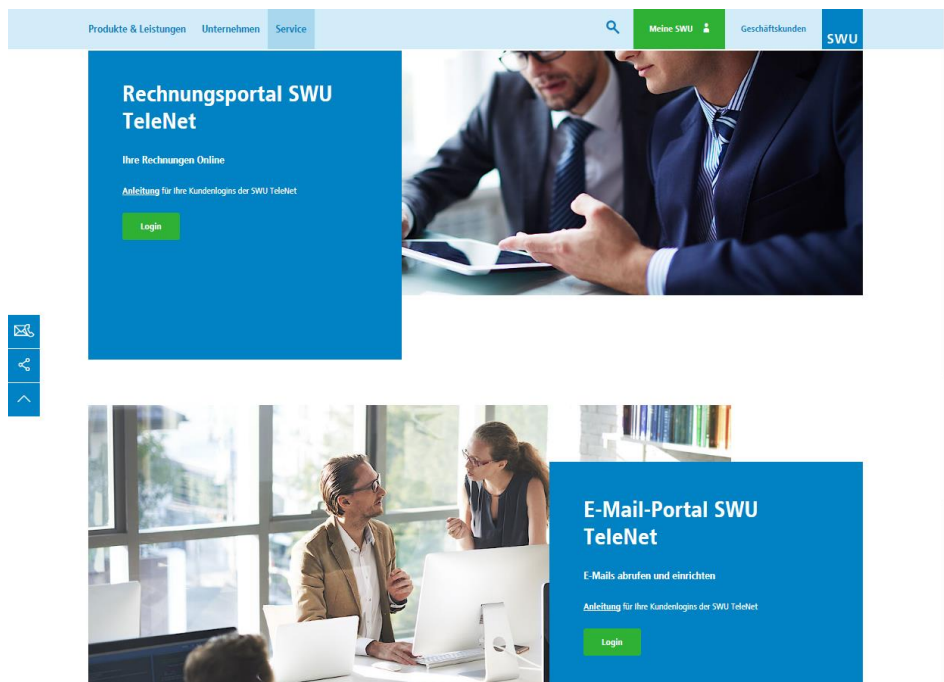 Produkte & Leistungen Unternehmen Service Meine SWU Geschäftskunden SWU
Rechnungsportal SWU
TeleNet
Ihre Rechnungen Online
Anleitung für Ihre Kundenlogins der SWU TeleNet
Login
E-Mail-Portal SWU
TeleNet
E-Mails abrufen und einrichten
Anleitung für Ihre Kundenlogins der SWU TeleNet
Login